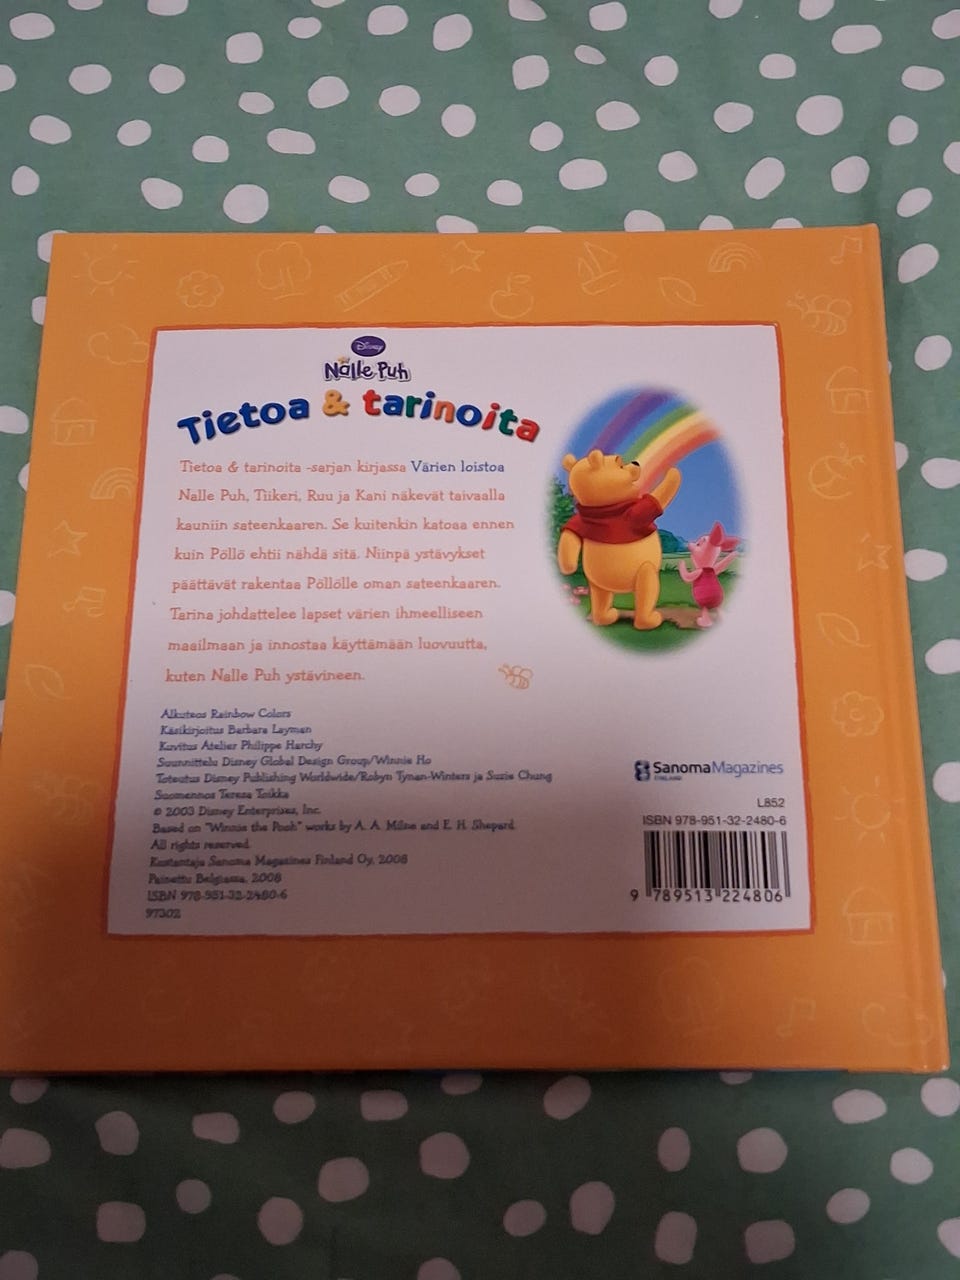 Disney
Nalle Puh
Tietoa & tarinoita
Tietoa & tarinoita -sarjan kirjassa Värien loistoa
Nalle Puh, Tiikeri, Ruu ja Kani näkevät taivaalla
kauniin sateenkaaren. Se kuitenkin katoaa ennen
kuin Pöllö ehtii nähdä sitä. Niinpä ystävykset
päättävät rakentaa Pöllölle oman sateenkaaren.
Tarina johdattelee lapset värien ihmeelliseen
maailmaan ja innostaa käyttämään luovuutta,
kuten Nalle Puh ystävineen.
Alkuteos Rainbow Colors
Käsikirjoitus Barbara Layman
Kuvitus Atelier Philippe Harchy
Suunnittelu Disney Global Design Group/Winnie Ho
Toteutus Disney Publishing Worldwide/Robyn Tynan-Winters ja Susie Chung
Suomennos Teresa Toikka
© 2003 Disney Enterprises, Inc.
Based on "Winnie the Pooh" works by A. A. Milne and E. H. Shepard.
All rights reserved.
Kustantaja Sanoma Magazines Finland Oy, 2008
Painettu Belgiassa, 2008
ISBN 978-951-32-2480-6
97302
SanomaMagazines
FINLAND
L852
ISBN 978-951-32-2480-6
9 789513 224806